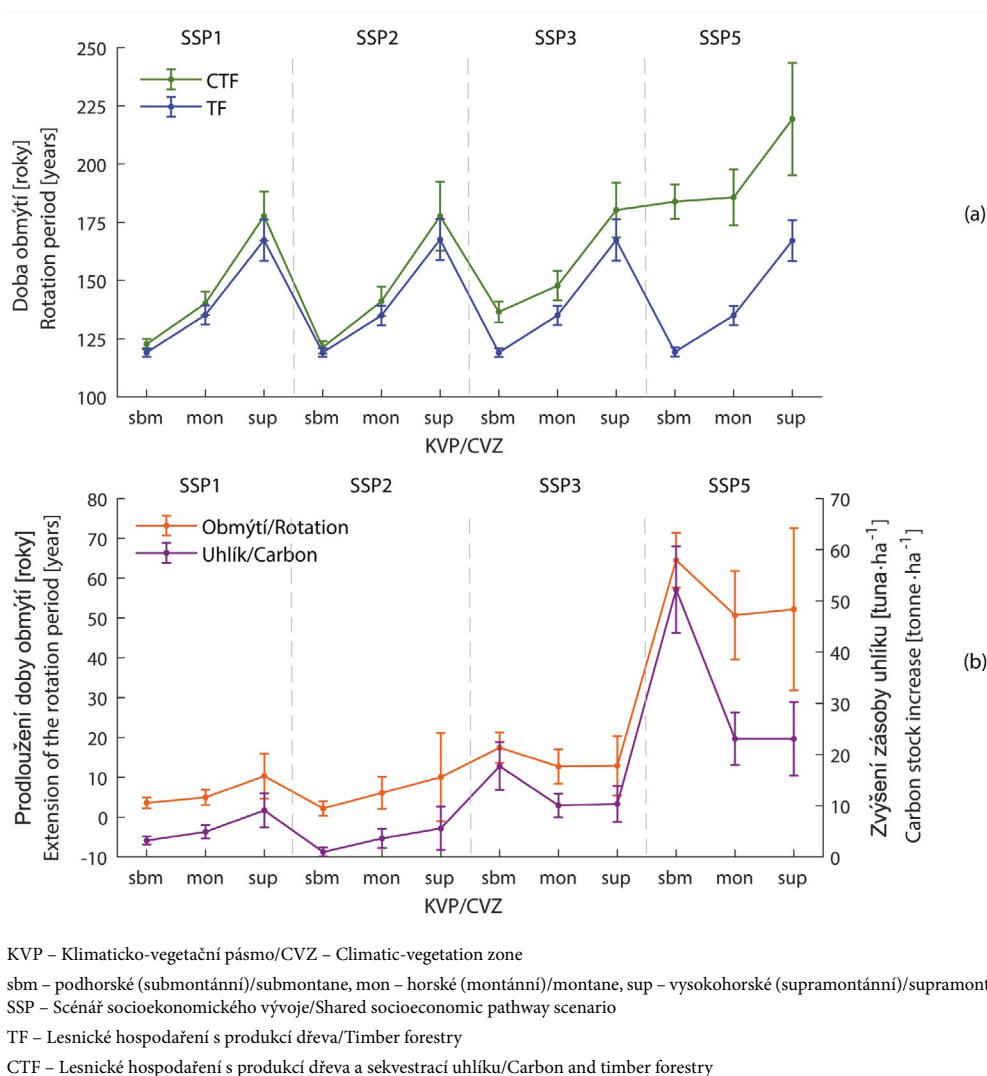 SSP1 SSP2 SSP3 SSP5
CTF
TF
250
225
200
175
150
125
100
Doba obmýtí [roky]
Rotation period [years]
sbm mon sup sbm mon sup sbm mon sup sbm mon sup
KVP/CVZ
(a)
SSP1 SSP2 SSP3 SSP5
Obmýtí/Rotation
Uhlík/Carbon
80
70
60
50
40
30
20
10
0
-10
Prodloužení doby obmýtí [roky]
Extension of the rotation period [years]
70
60
50
40
30
20
10
0
Zvýšení zásoby uhlíku [tuna·ha⁻¹]
Carbon stock increase [tonne·ha⁻¹]
sbm mon sup sbm mon sup sbm mon sup sbm mon sup
KVP/CVZ
(b)
KVP – Klimaticko-vegetační pásmo/CVZ – Climatic-vegetation zone
sbm – podhorské (submontánní)/submontane, mon – horské (montánní)/montane, sup – vysokohorské (supramontánní)/supramont
SSP – Scénář socioekonomického vývoje/Shared socioeconomic pathway scenario
TF – Lesnické hospodaření s produkcí dřeva/Timber forestry
CTF – Lesnické hospodaření s produkcí dřeva a sekvestrací uhlíku/Carbon and timber forestry